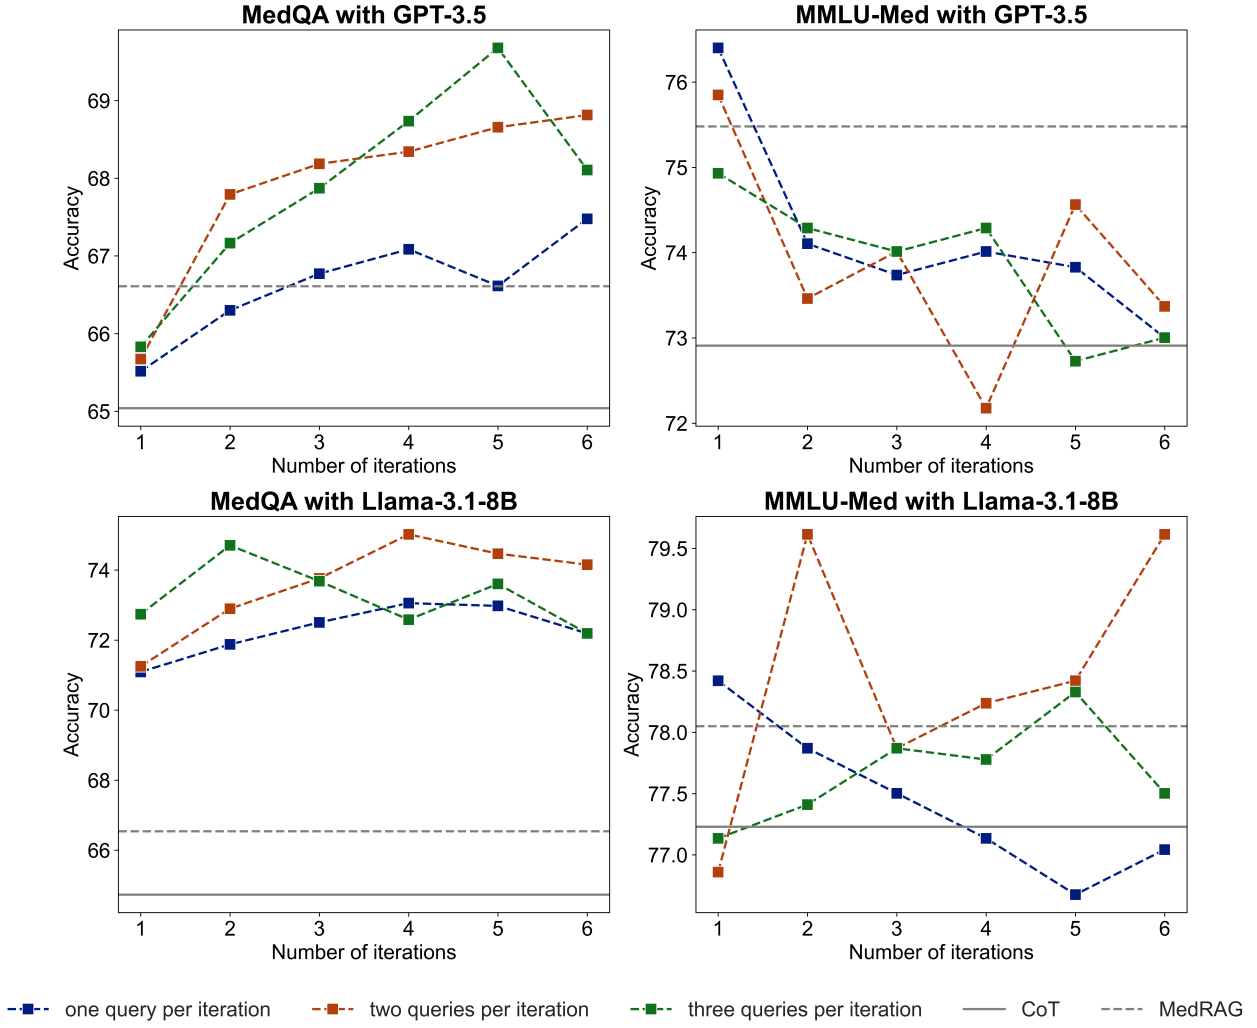 MedQA with GPT-3.5
Accuracy
69
68
67
66
65
1 2 3 4 5 6
Number of iterations
MMLU-Med with GPT-3.5
Accuracy
76
75
74
73
72
1 2 3 4 5 6
Number of iterations
MedQA with Llama-3.1-8B
Accuracy
74
72
70
68
66
1 2 3 4 5 6
Number of iterations
MMLU-Med with Llama-3.1-8B
Accuracy
79.5
79.0
78.5
78.0
77.5
77.0
1 2 3 4 5 6
Number of iterations
one query per iteration two queries per iteration three queries per iteration CoT MedRAG